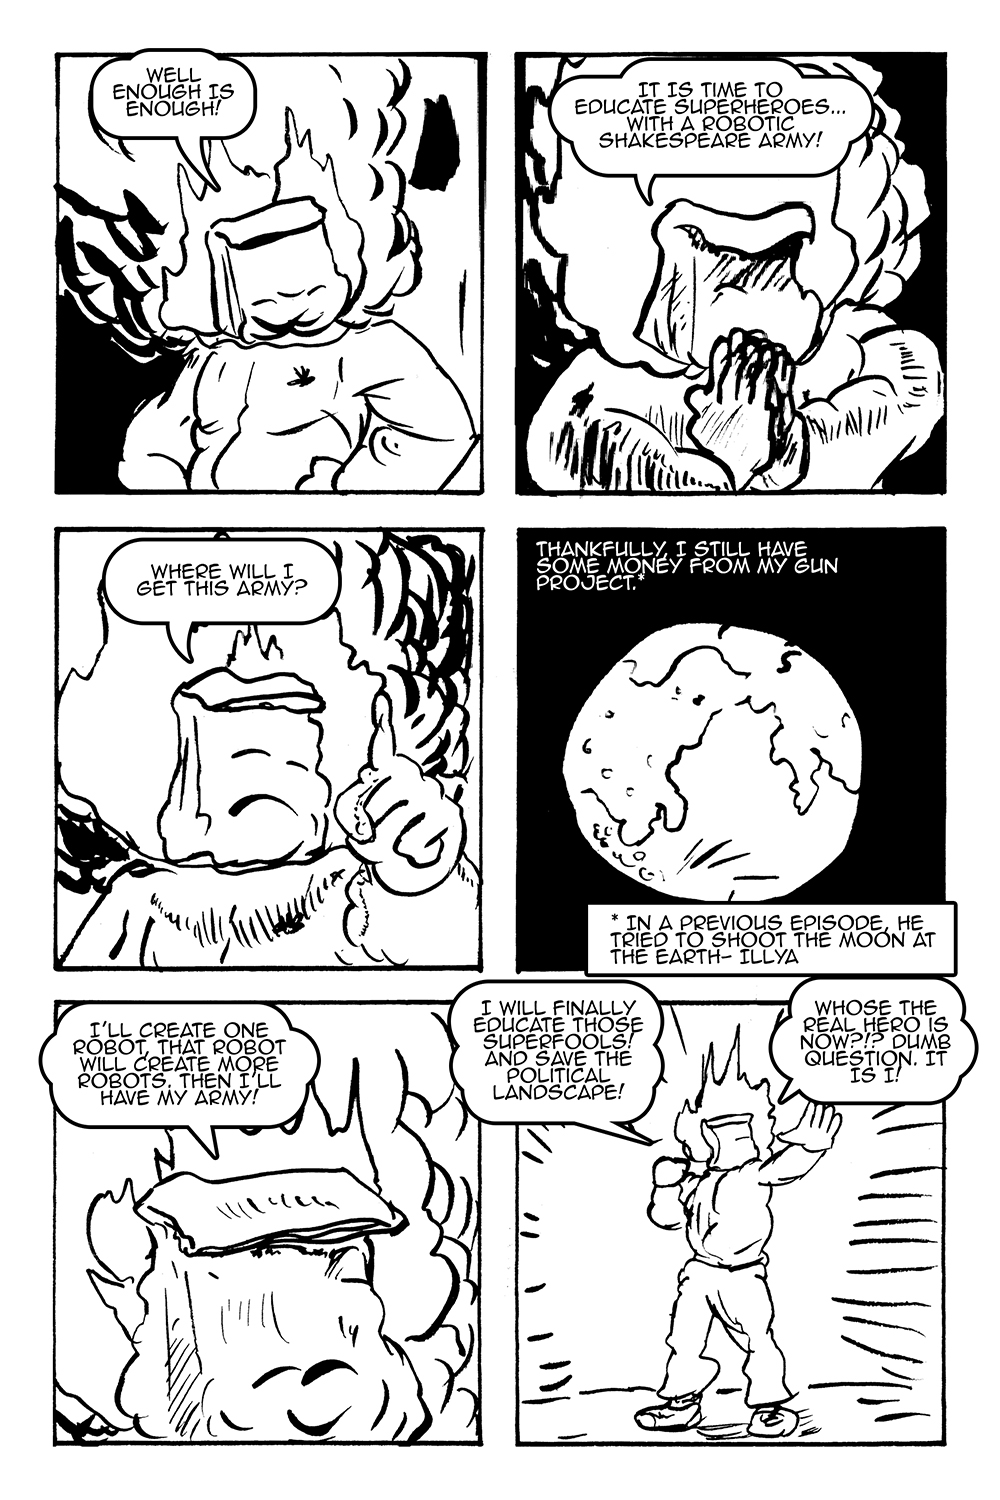 WELL
ENOUGH IS
ENOUGH!
IT IS TIME TO
EDUCATE SUPERHEROES...
WITH A ROBOTIC
SHAKESPEARE ARMY!
WHERE WILL I
GET THIS ARMY?
THANKFULLY, I STILL HAVE
SOME MONEY FROM MY GUN
PROJECT.*
* IN A PREVIOUS EPISODE, HE
TRIED TO SHOOT THE MOON AT
THE EARTH- ILLYA
I'LL CREATE ONE
ROBOT, THAT ROBOT
WILL CREATE MORE
ROBOTS. THEN I'LL
HAVE MY ARMY!
I WILL FINALLY
EDUCATE THOSE
SUPERFOOLS!
AND SAVE THE
POLITICAL
LANDSCAPE!
WHOSE THE
REAL HERO IS
NOW?!? DUMB
QUESTION. IT
IS I!